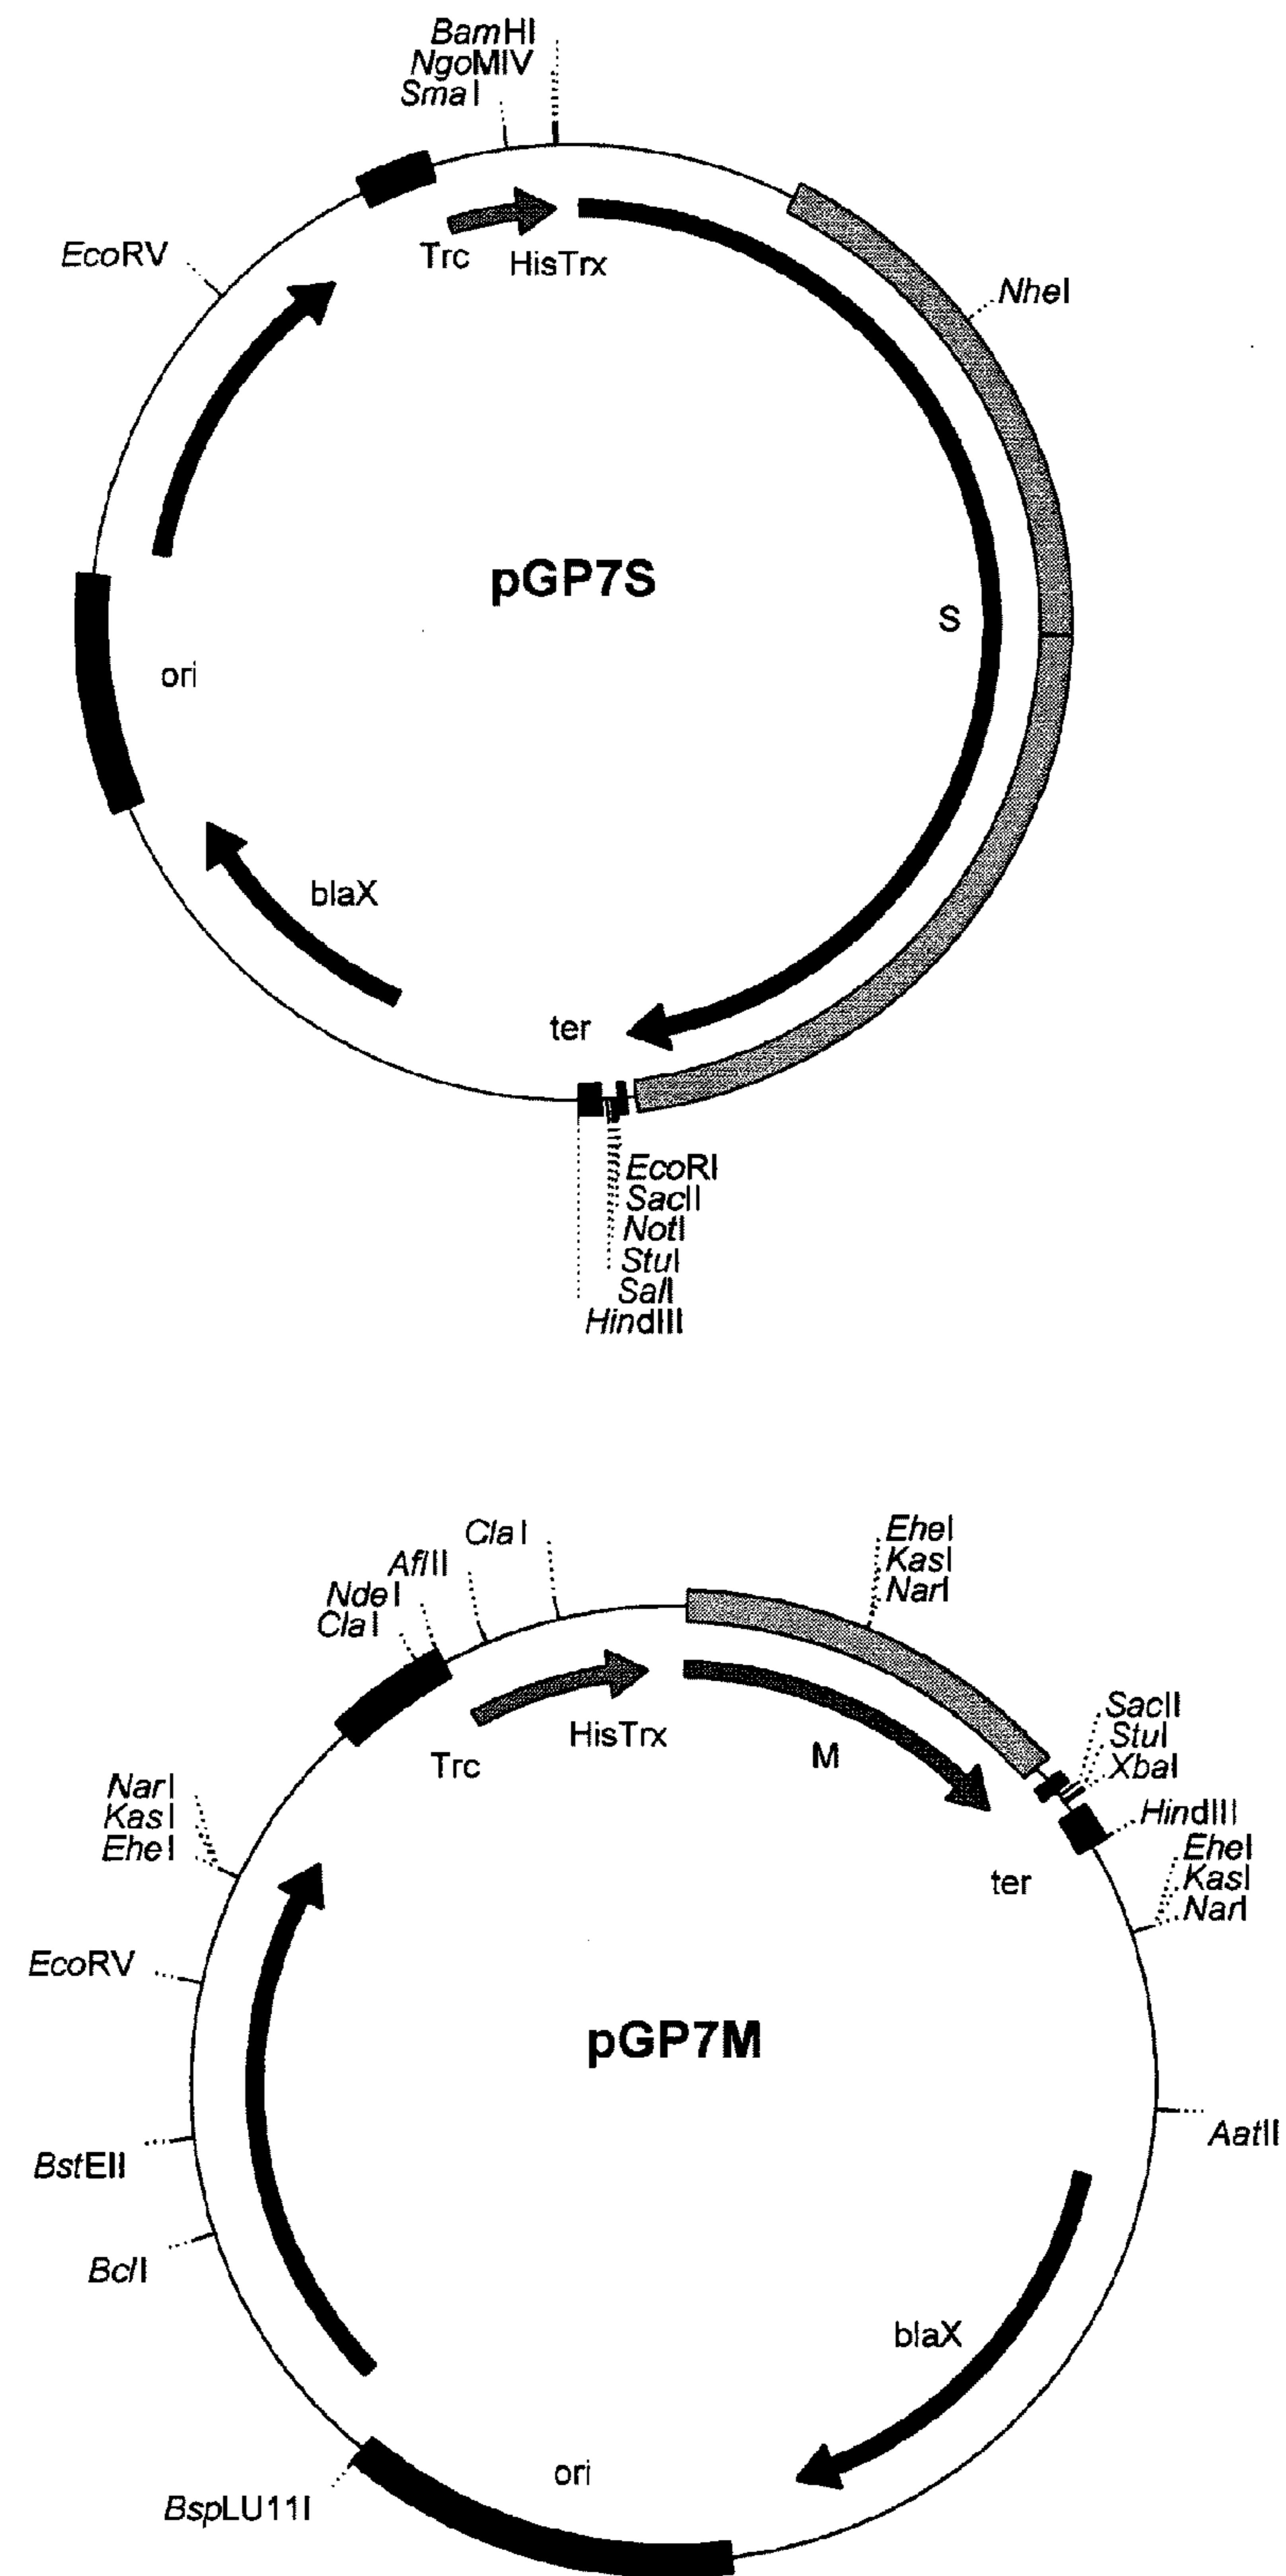 BamHI
NgoMIV
SmaI
EcoRV
Trc
HisTrx
NheI
pGP7S
S
ori
blaX
ter
EcoRI
SacII
NotI
StuI
SalI
HindIII
ClaI
AflII
NdeI
ClaI
EheI
KasI
NarI
SacII
StuI
XbaI
HindIII
EheI
KasI
NarI
HisTrx
M
Trc
NarI
KasI
EheI
ter
EcoRV
pGP7M
AatII
BstEII
BclI
blaX
ori
BspLU11I